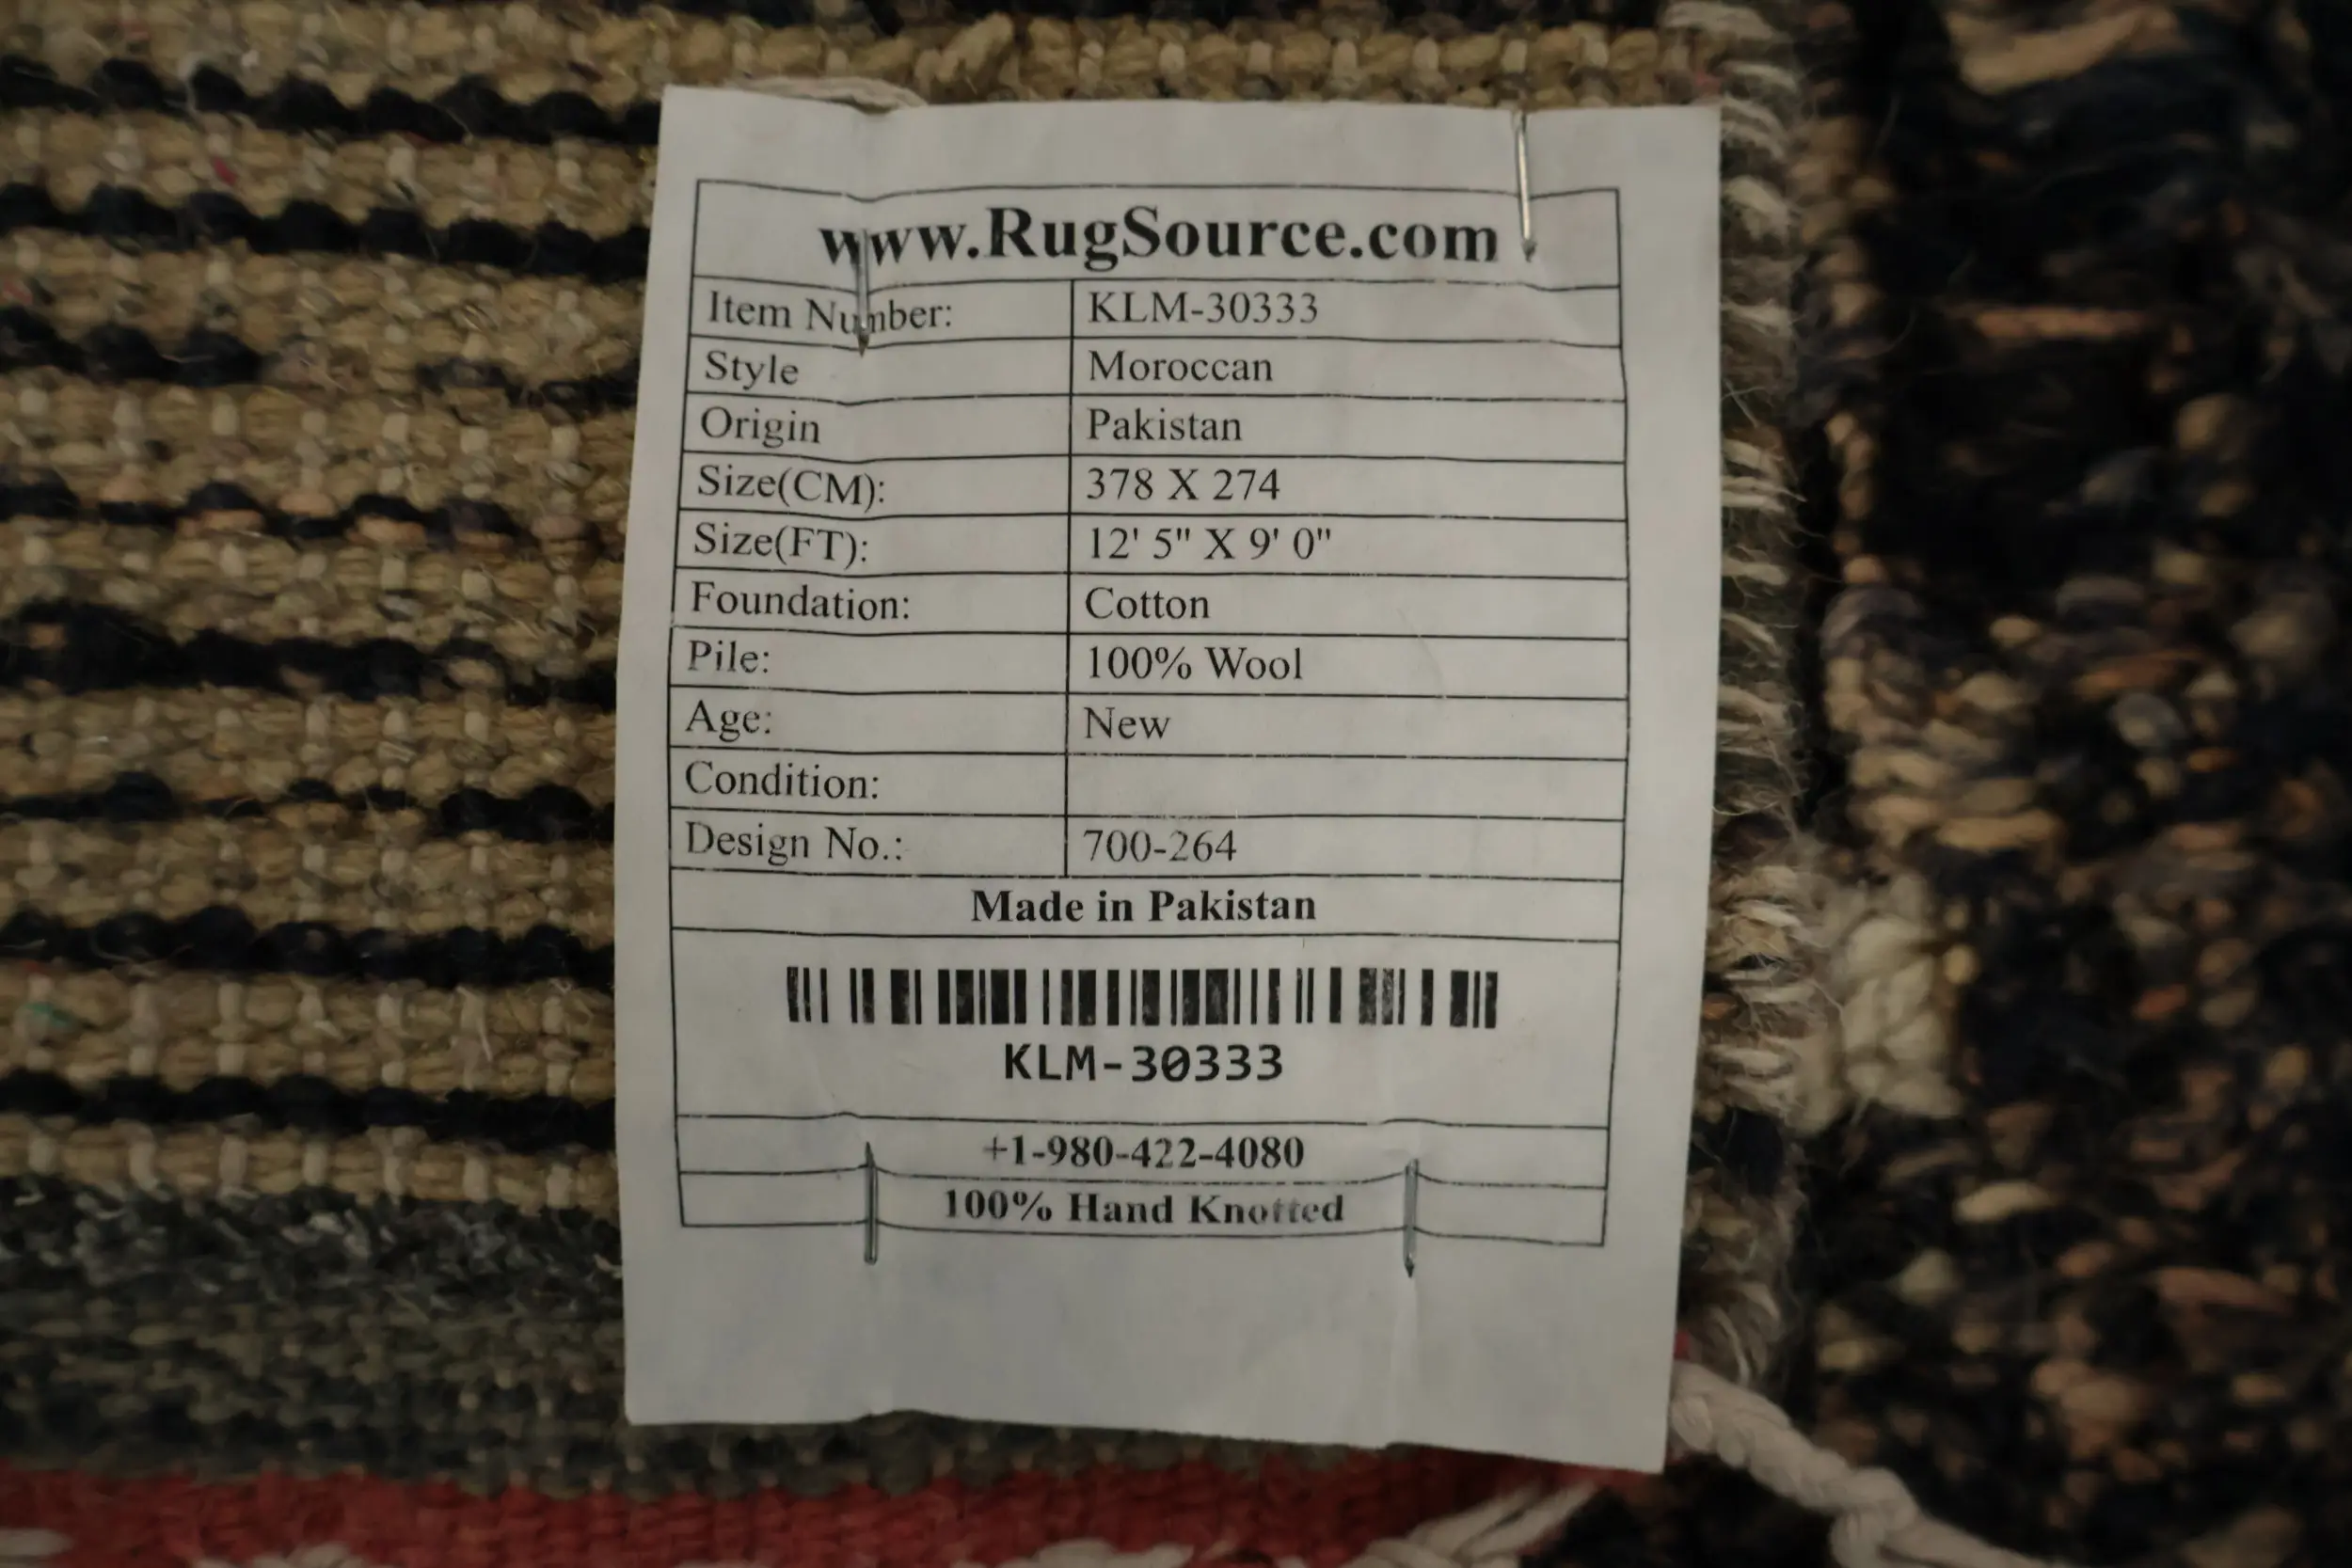 www.RugSource.com
Item Number: KLM-30333
Style Moroccan
Origin Pakistan
Size(CM): 378 X 274
Size(FT): 12' 5" X 9' 0"
Foundation: Cotton
Pile: 100% Wool
Age: New
Condition:
Design No.: 700-264
Made in Pakistan
KLM-30333
+1-980-422-4080
100% Hand Knotted